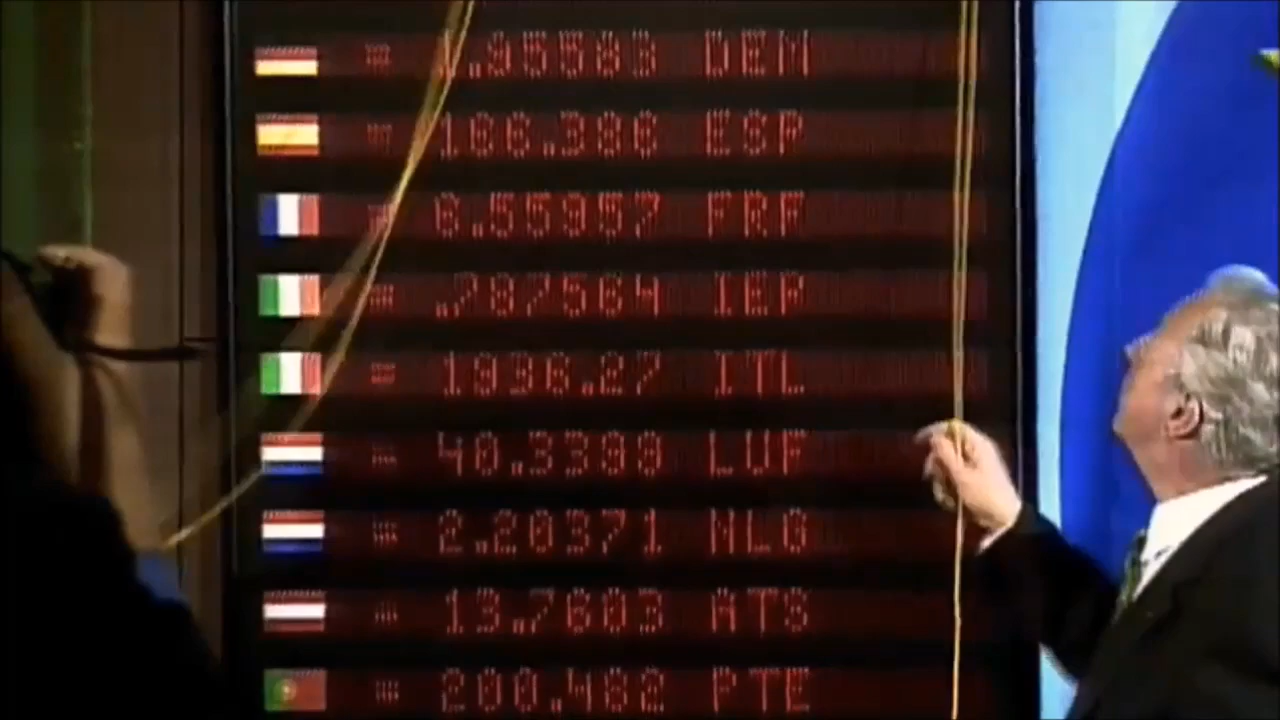 = 1.95583 DEM
= 166.386 ESP
= 6.55957 FRF
= .787564 IEP
= 1936.27 ITL
= 40.3399 LUF
= 2.20371 NLG
= 13.7603 ATS
= 200.482 PTE